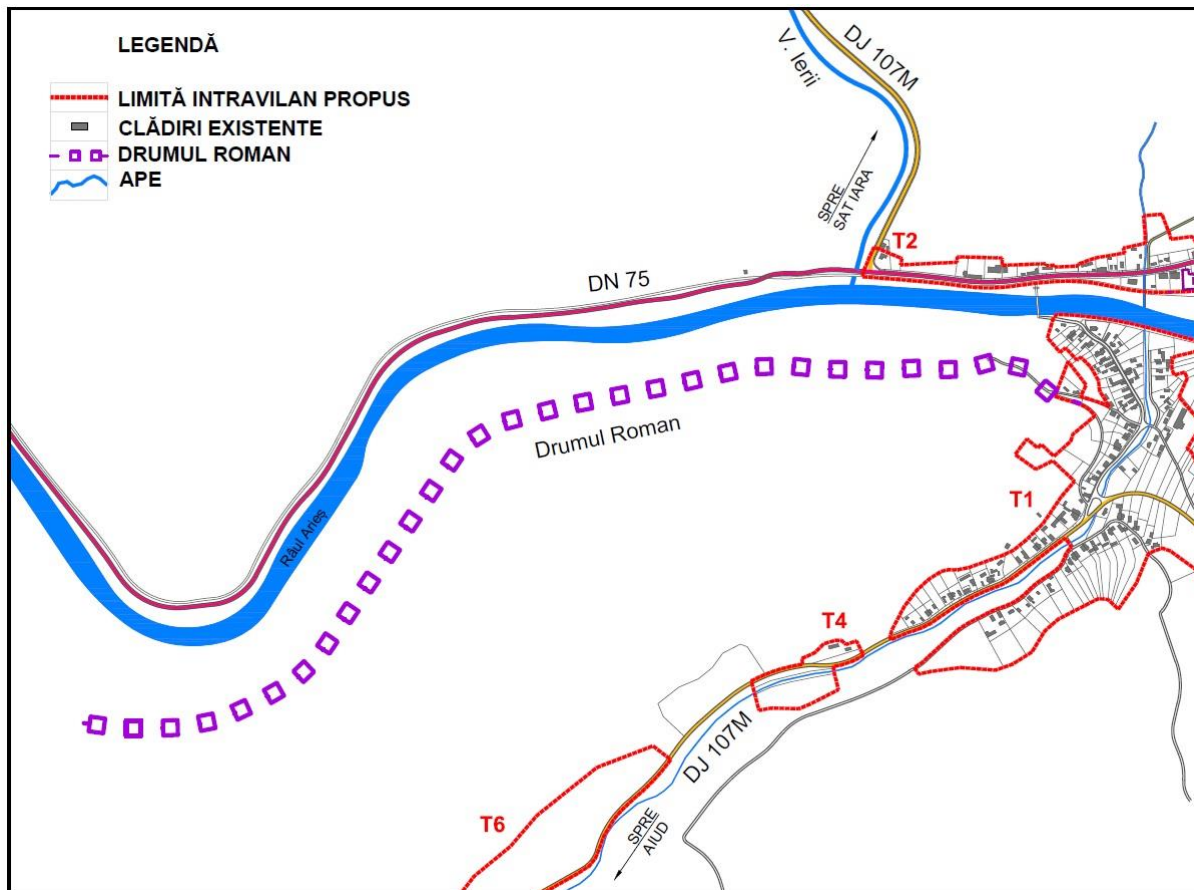 LEGENDĂ
LIMITĂ INTRAVILAN PROPUS
CLĂDIRI EXISTENTE
DRUMUL ROMAN
APE
V. Ierii
DJ 107M
SPRE
SAT IARA
T2
DN 75
Drumul Roman
Râul Arieș
T1
T4
DJ 107M
T6
SPRE
AIUD